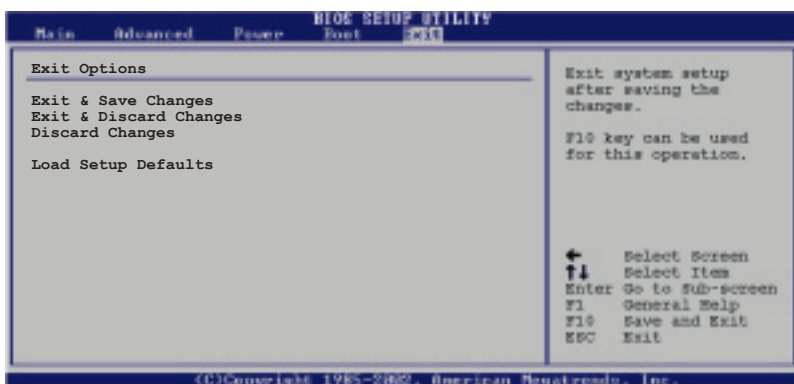 BIOS SETUP UTILITY
Main Advanced Power Boot Exit
Exit Options
Exit & Save Changes
Exit & Discard Changes
Discard Changes
Load Setup Defaults
Exit system setup
after saving the
changes.
F10 key can be used
for this operation.
← Select Screen
↑↓ Select Item
Enter Go to Sub-screen
F1 General Help
F10 Save and Exit
ESC Exit
(C)Copyright 1985-2002, American Megatrends, Inc.